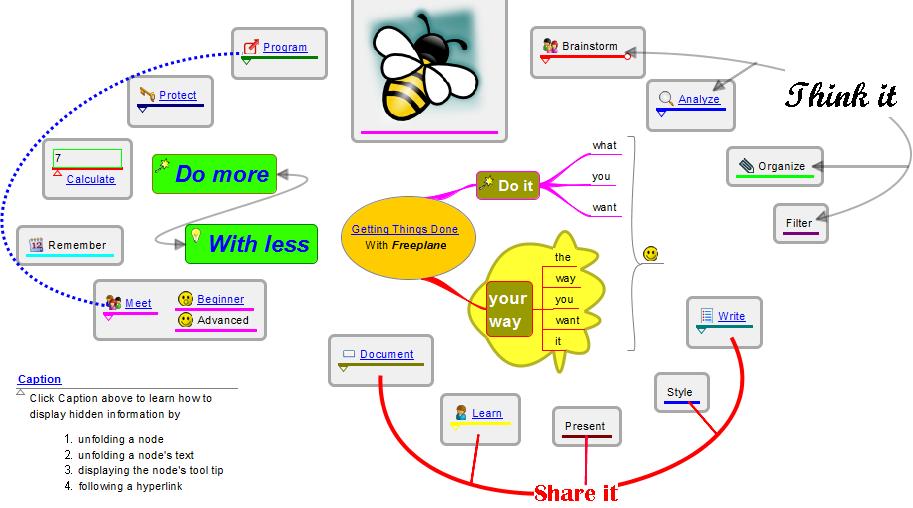 Program
Protect
7
Calculate
Remember
Meet
Beginner
Advanced
Do more
With less
Getting Things Done
With Freeplane
Do it
what
you
want
your
way
the
way
you
want
it
Brainstorm
Analyze
Think it
Organize
Filter
Write
Style
Document
Learn
Present
Share it
Caption
Click Caption above to learn how to
display hidden information by
1. unfolding a node
2. unfolding a node's text
3. displaying the node's tool tip
4. following a hyperlink
12